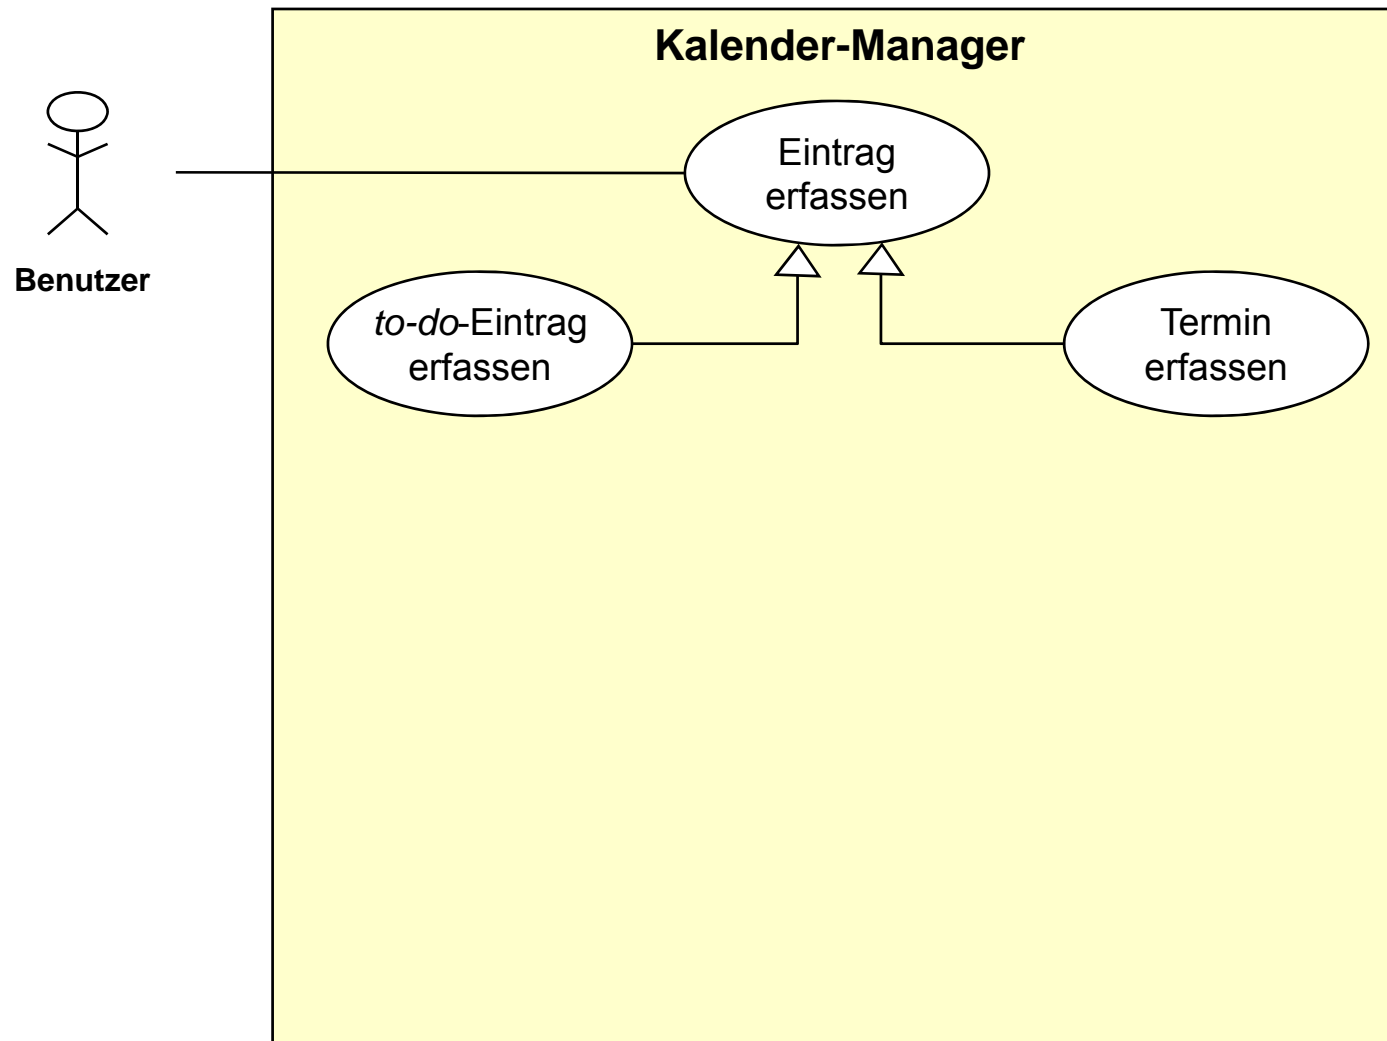 Kalender-Manager
Eintrag
erfassen
Benutzer
to-do-Eintrag
erfassen
Termin
erfassen